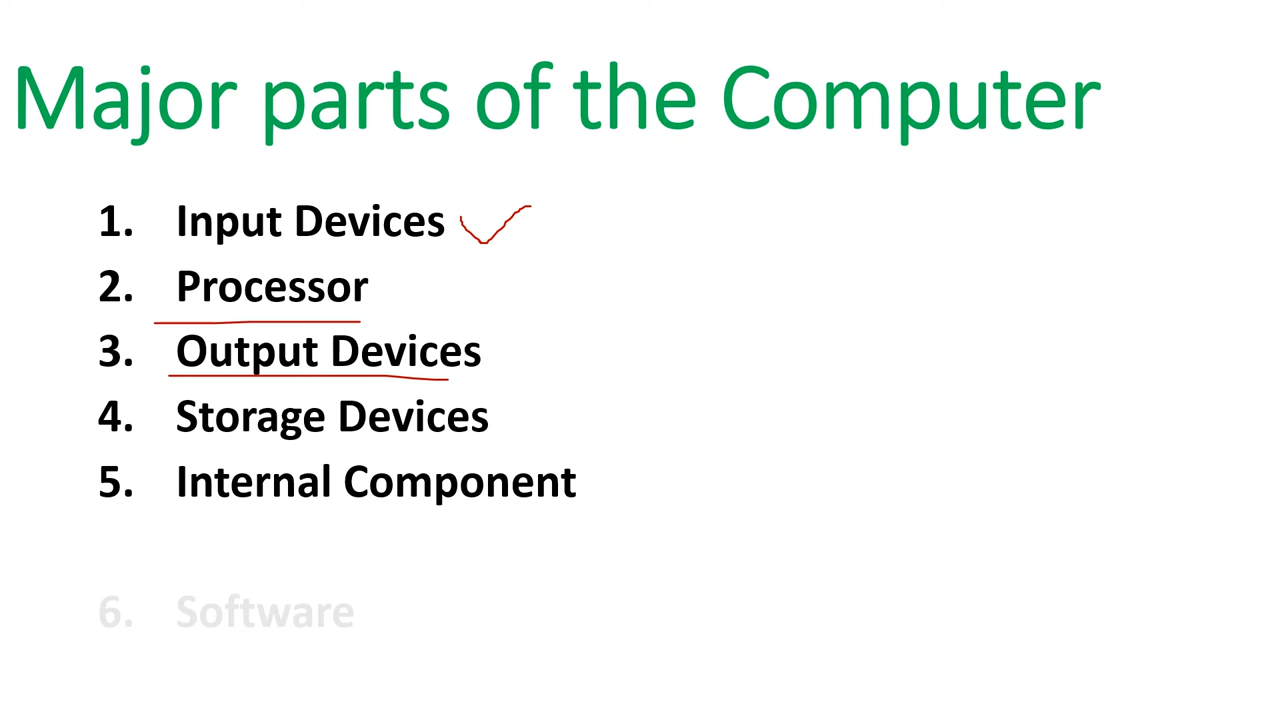 Major parts of the Computer
1. Input Devices
2. Processor
3. Output Devices
4. Storage Devices
5. Internal Component
6. Software